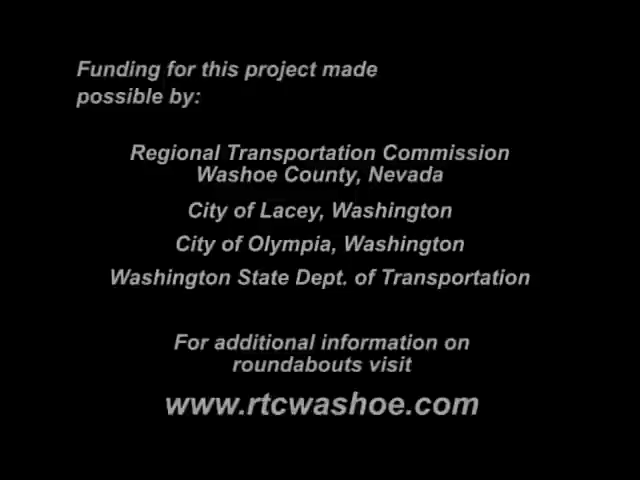 Funding for this project made
possible by:
Regional Transportation Commission
Washoe County, Nevada
City of Lacey, Washington
City of Olympia, Washington
Washington State Dept. of Transportation
For additional information on
roundabouts visit
www.rtcwashoe.com